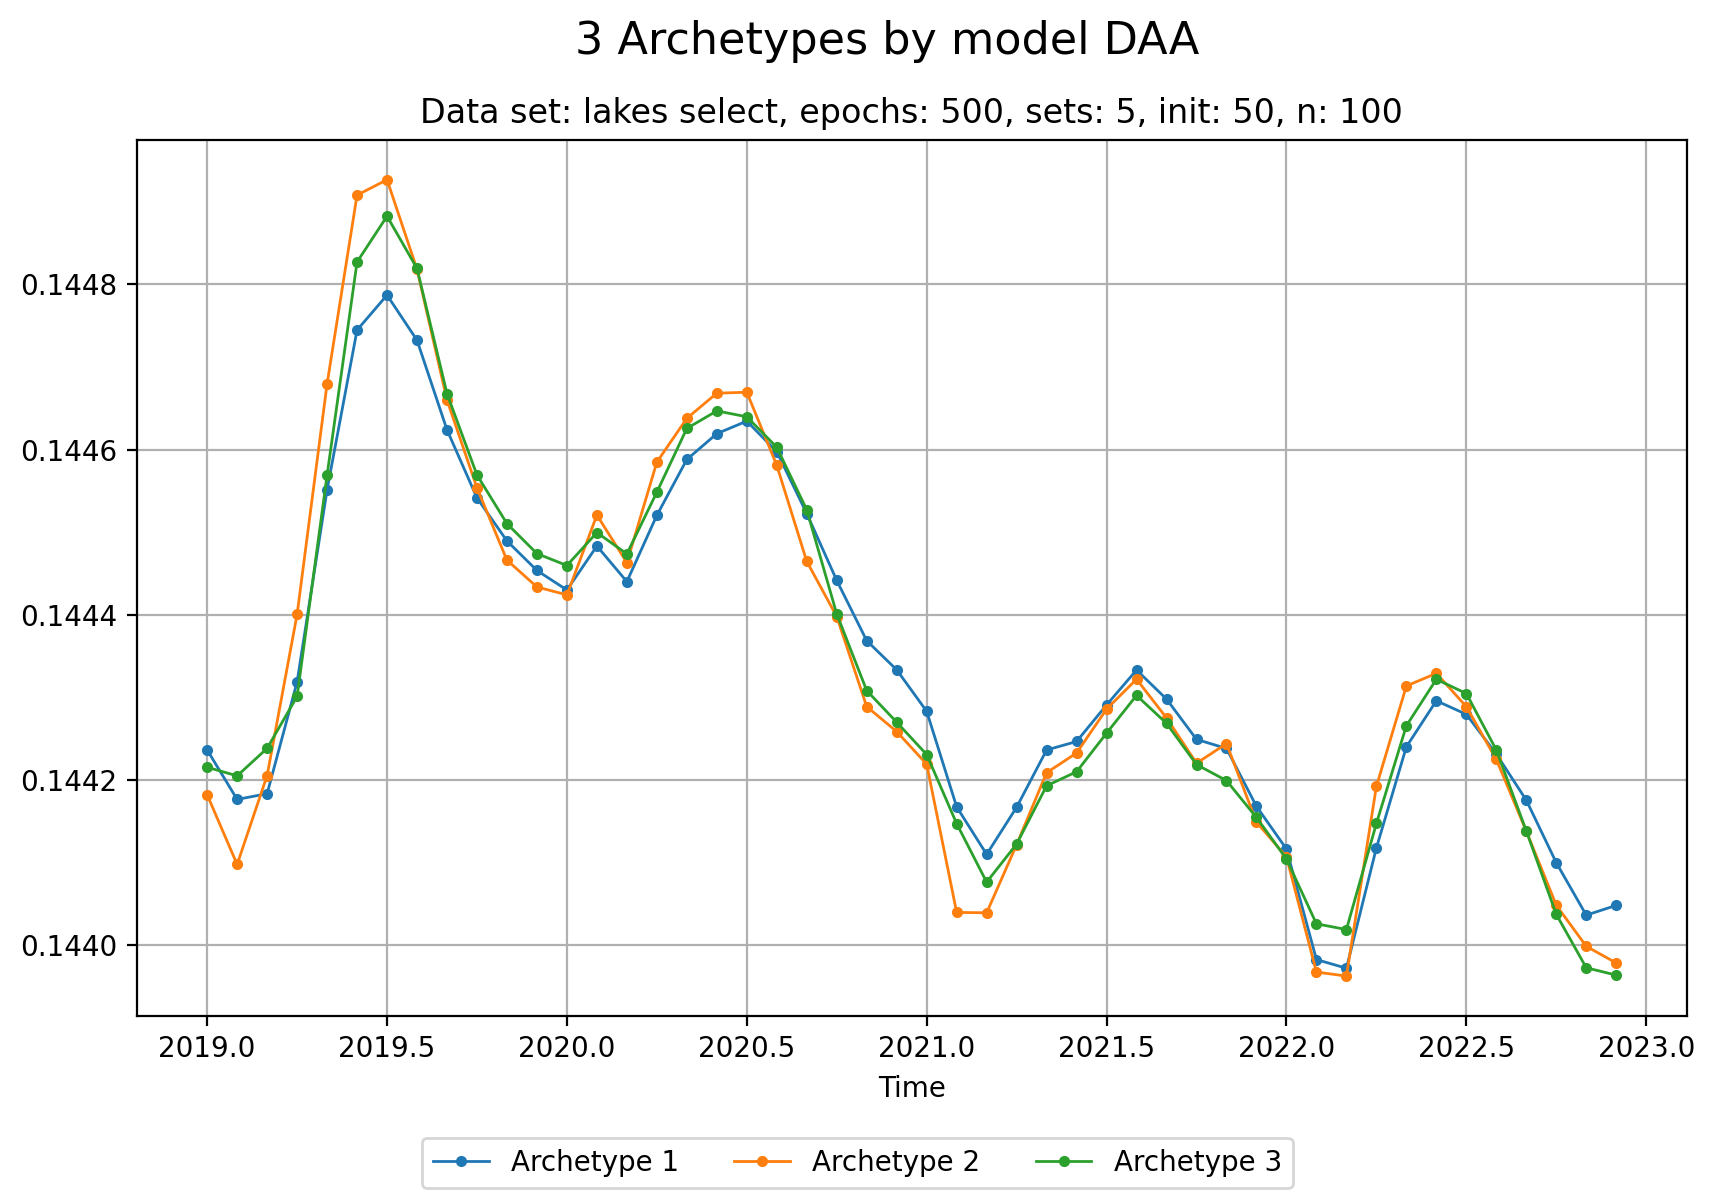 3 Archetypes by model DAA
Data set: lakes select, epochs: 500, sets: 5, init: 50, n: 100
0.1448
0.1446
0.1444
0.1442
0.1440
2019.0 2019.5 2020.0 2020.5 2021.0 2021.5 2022.0 2022.5 2023.0
Time
Archetype 1 Archetype 2 Archetype 3